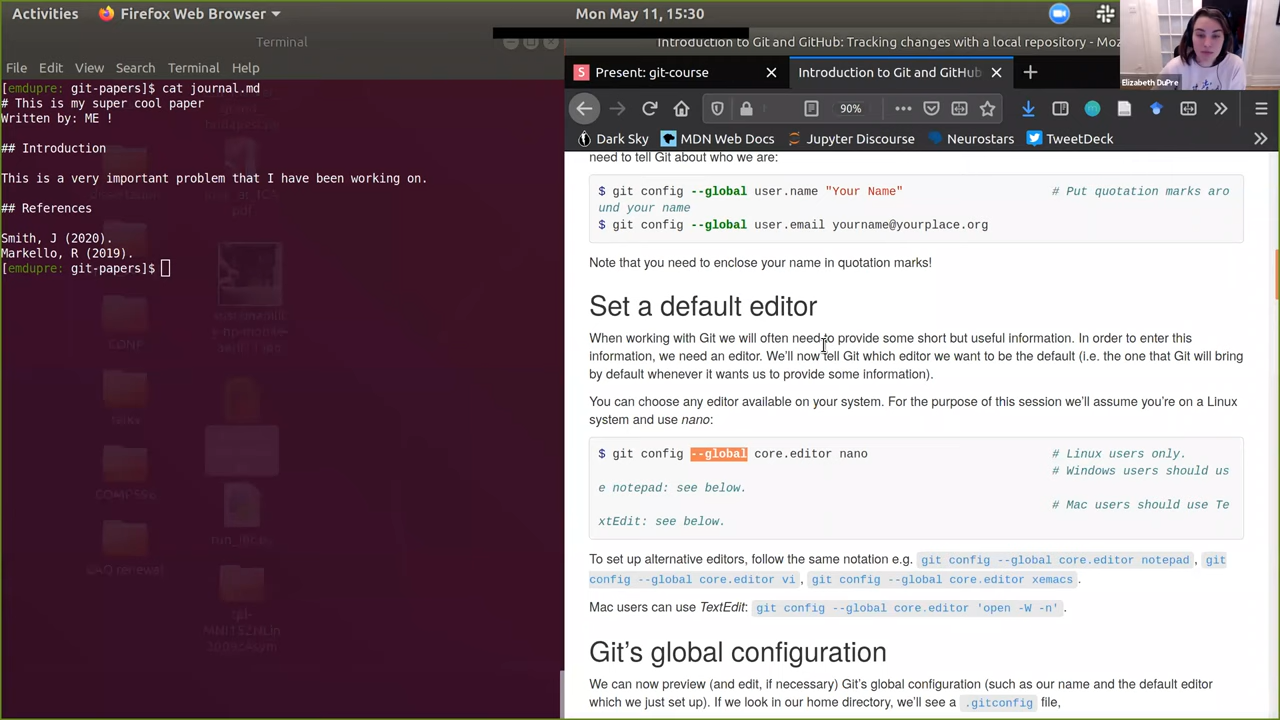 Activities Firefox Web Browser Mon May 11, 15:30
Terminal
Introduction to Git and GitHub: Tracking changes with a local repository - Moz
File Edit View Search Terminal Help
[emdupre: git-papers]$ cat journal.md
# This is my super cool paper
Written by: ME !
## Introduction
This is a very important problem that I have been working on.
## References
Smith, J (2020).
Markello, R (2019).
[emdupre: git-papers]$
S Present: git-course
Introduction to Git and GitHub
Elizabeth DuPre
90%
Dark Sky MDN Web Docs Jupyter Discourse Neurostars TweetDeck
need to tell Git about who we are:
$ git config --global user.name "Your Name" # Put quotation marks aro
und your name
$ git config --global user.email yourname@yourplace.org
Note that you need to enclose your name in quotation marks!
Set a default editor
When working with Git we will often need to provide some short but useful information. In order to enter this
information, we need an editor. We'll now tell Git which editor we want to be the default (i.e. the one that Git will bring
by default whenever it wants us to provide some information).
You can choose any editor available on your system. For the purpose of this session we'll assume you're on a Linux
system and use nano:
$ git config --global core.editor nano # Linux users only.
# Windows users should us
e notepad: see below.
# Mac users should use Te
xtEdit: see below.
To set up alternative editors, follow the same notation e.g. git config --global core.editor notepad, git
config --global core.editor vi, git config --global core.editor xemacs.
Mac users can use TextEdit: git config --global core.editor 'open -W -n'.
Git's global configuration
We can now preview (and edit, if necessary) Git's global configuration (such as our name and the default editor
which we just set up). If we look in our home directory, we'll see a .gitconfig file,